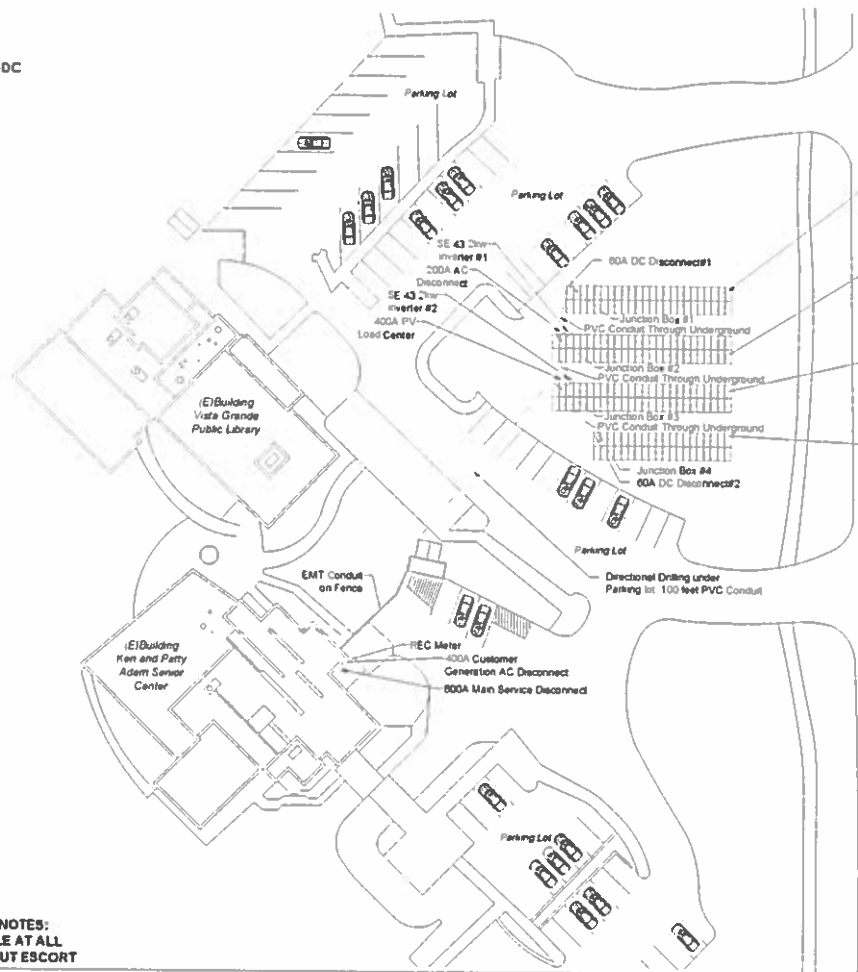 -DC
Parking Lot
Parking Lot
SE 43 2kw
inverter #1
200A AC
Disconnect
SE 43 2kw
inverter #2
400A PV
Load Center
60A DC Disconnect#1
Junction Box #1
PVC Conduit Through Underground
Junction Box #2
PVC Conduit Through Underground
Junction Box #3
PVC Conduit Through Underground
Junction Box #4
60A DC Disconnect#2
(E)Building
Vista Grande
Public Library
Parking Lot
Directional Drilling under
Parking lot 100 feet PVC Conduit
EMT Conduit
on Fence
REC Meter
400A Customer
Generation AC Disconnect
600A Main Service Disconnect
(E)Building
Ken and Patty
Adam Senior
Center
Parking Lot
NOTES:
LE AT ALL
UT ESCORT